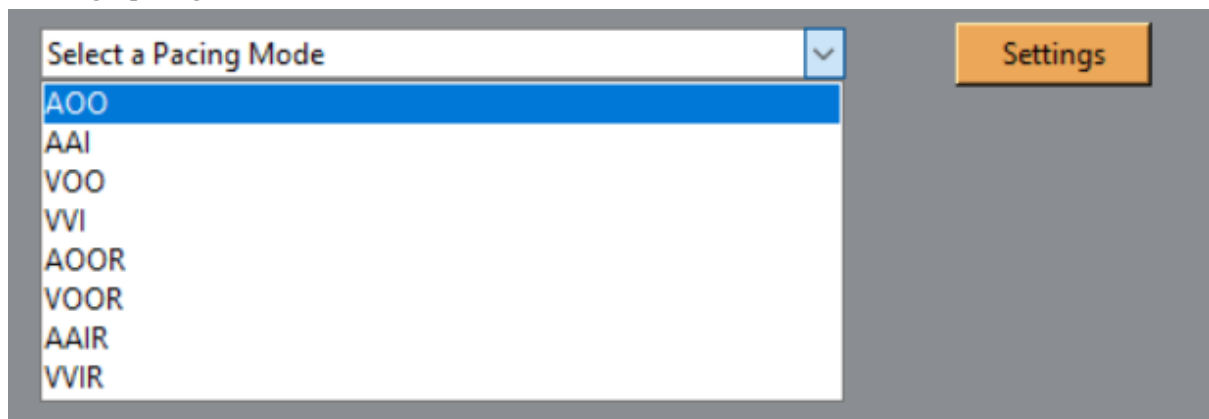 Select a Pacing Mode
Settings
AOO
AAI
VOO
VVI
AOOR
VOOR
AAIR
VVIR